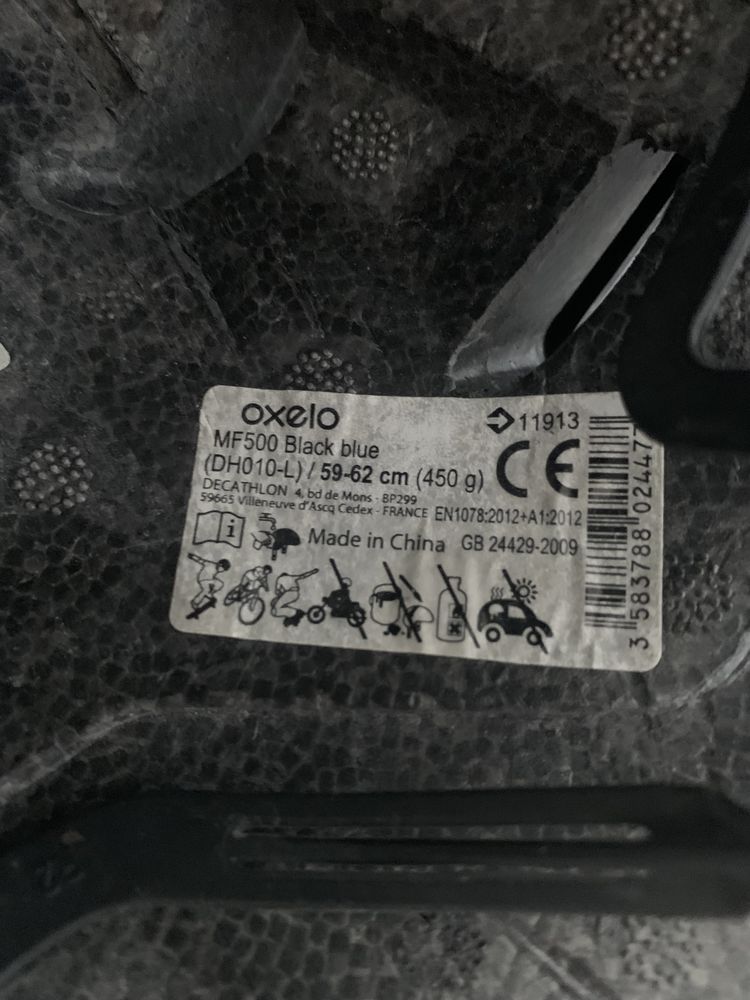 oxelo
11913
MF500 Black blue
(DH010-L) / 59-62 cm (450 g)
CE
DECATHLON 4, bd de Mons - BP299
59665 Villeneuve d'Ascq Cedex - FRANCE EN1078:2012+A1:2012
i
Made in China GB 24429-2009
3 583788 02447